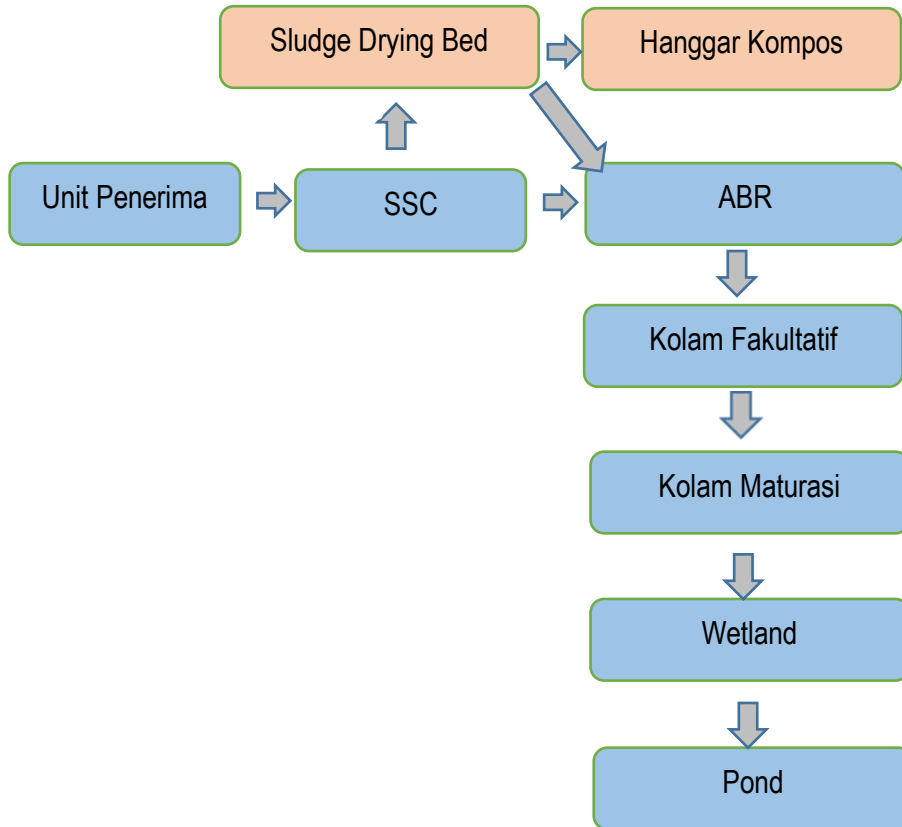 Sludge Drying Bed
Hanggar Kompos
Unit Penerima
SSC
ABR
Kolam Fakultatif
Kolam Maturasi
Wetland
Pond